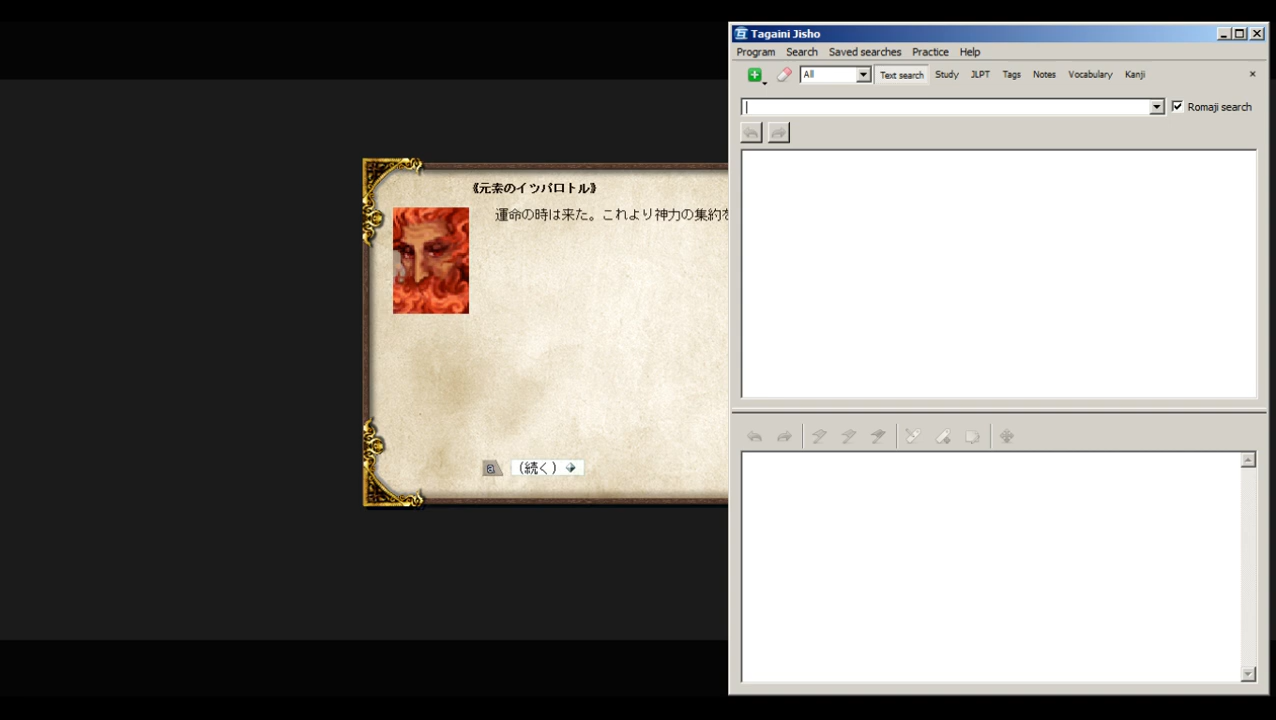 《元素のイツパロトル》
運命の時は来た。これより神力の集約を
a (続く)
Tagaini Jisho
Program Search Saved searches Practice Help
All Text search Study JLPT Tags Notes Vocabulary Kanji
Romaji search